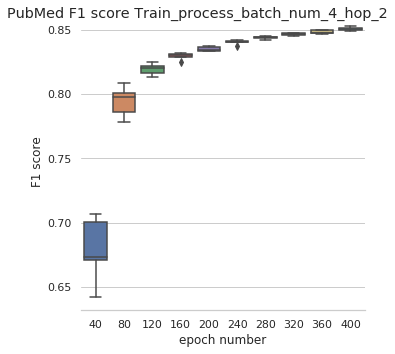 PubMed F1 score Train_process_batch_num_4_hop_2
0.85
0.80
0.75
0.70
0.65
F1 score
40 80 120 160 200 240 280 320 360 400
epoch number